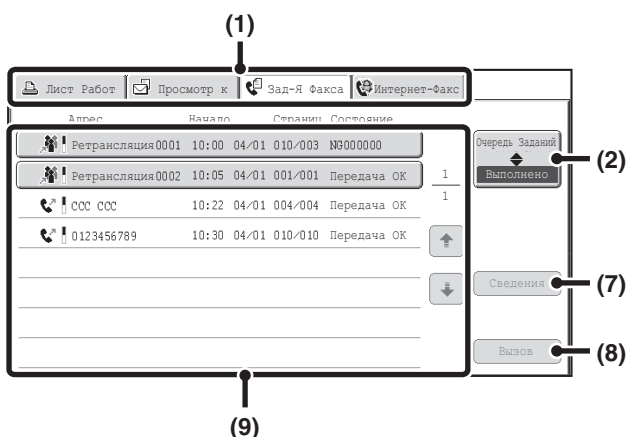 (1)
Лист Работ Просмотр к Зад-Я Факса Интернет-Факс
Адрес Начало Страниц Состояние
Ретрансляция0001 10:00 04/01 010/003 NG000000
Ретрансляция0002 10:05 04/01 001/001 Передача OK
CCC CCC 10:22 04/01 004/004 Передача OK
0123456789 10:30 04/01 010/010 Передача OK
1
1
Очередь Заданий
Выполнено
(2)
Сведения
(7)
Вызов
(8)
(9)